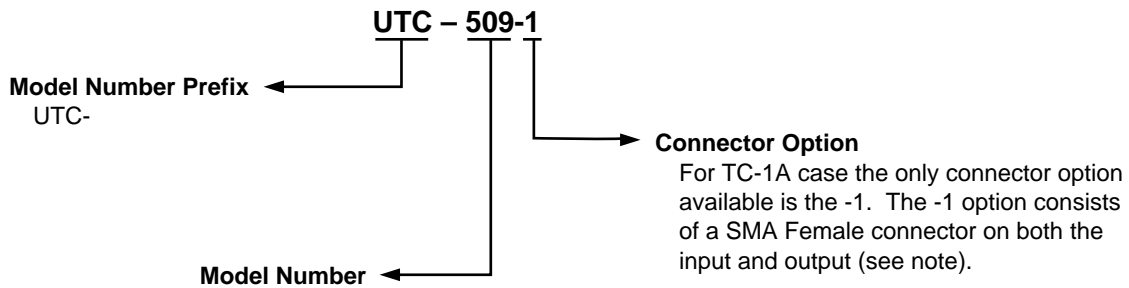 UTC – 509-1
Model Number Prefix
UTC-
Connector Option
For TC-1A case the only connector option
available is the -1.  The -1 option consists
of a SMA Female connector on both the
input and output (see note).
Model Number